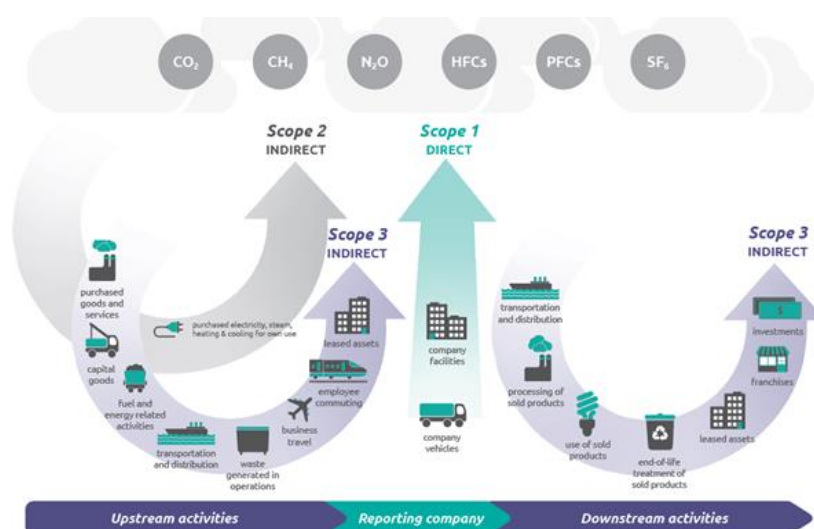 CO₂
CH₄
N₂O
HFCs
PFCs
SF₆
Scope 2
INDIRECT
Scope 1
DIRECT
Scope 3
INDIRECT
Scope 3
INDIRECT
purchased
goods and
services
capital
goods
fuel and
energy related
activities
transportation
and distribution
waste
generated in
operations
business
travel
employee
commuting
leased assets
purchased electricity, steam,
heating & cooling for own use
company
facilities
company
vehicles
transportation
and distribution
processing of
sold products
use of sold
products
end-of-life
treatment of
sold products
leased assets
franchises
investments
$
Upstream activities
Reporting company
Downstream activities